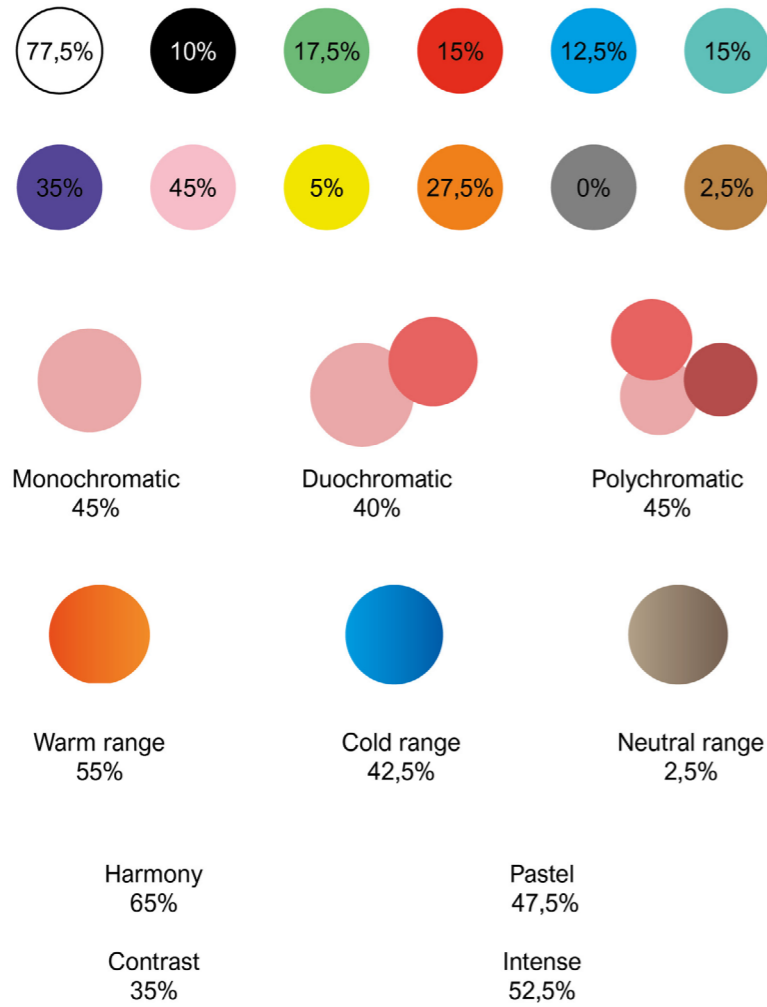 77,5% 10% 17,5% 15% 12,5% 15%
35% 45% 5% 27,5% 0% 2,5%
Monochromatic Duochromatic Polychromatic
45% 40% 45%
Warm range Cold range Neutral range
55% 42,5% 2,5%
Harmony Pastel
65% 47,5%
Contrast Intense
35% 52,5%